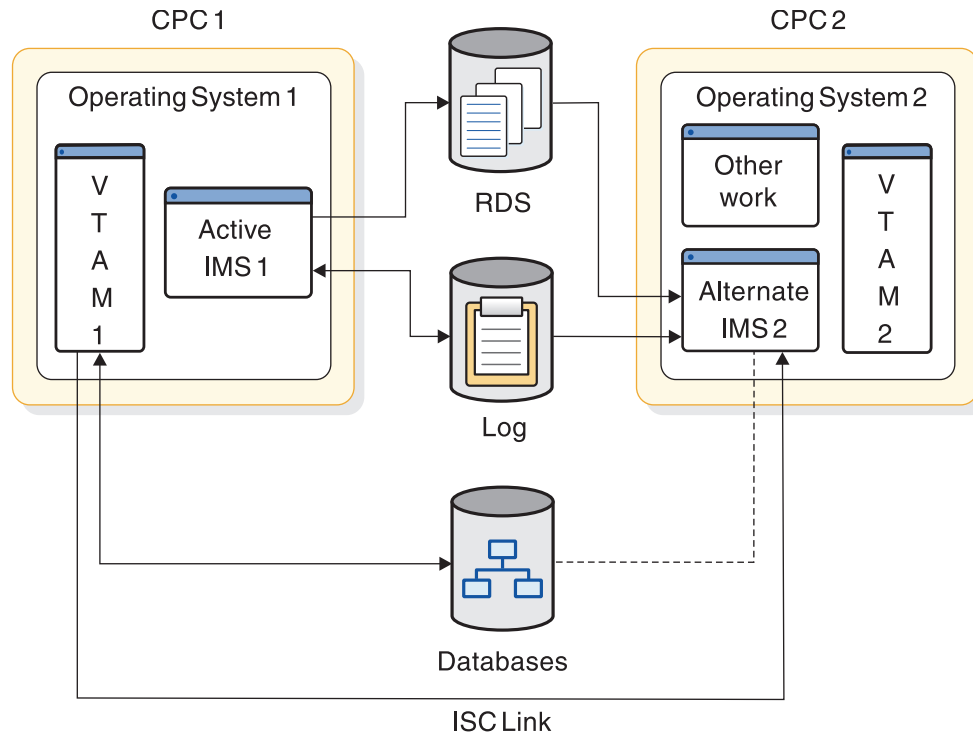 CPC 1
CPC 2
Operating System 1
Operating System 2
V
T
A
M
1
Active
IMS 1
RDS
Log
Databases
ISC Link
Other
work
Alternate
IMS 2
V
T
A
M
2